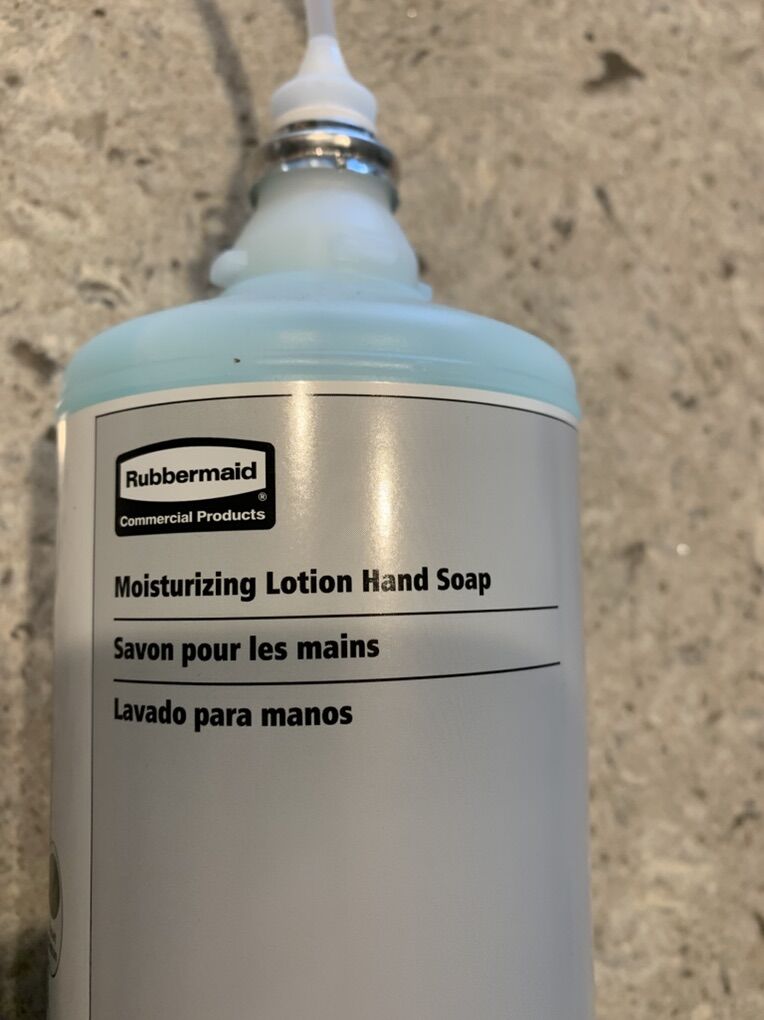 Rubbermaid
®
Commercial Products
Moisturizing Lotion Hand Soap
Savon pour les mains
Lavado para manos